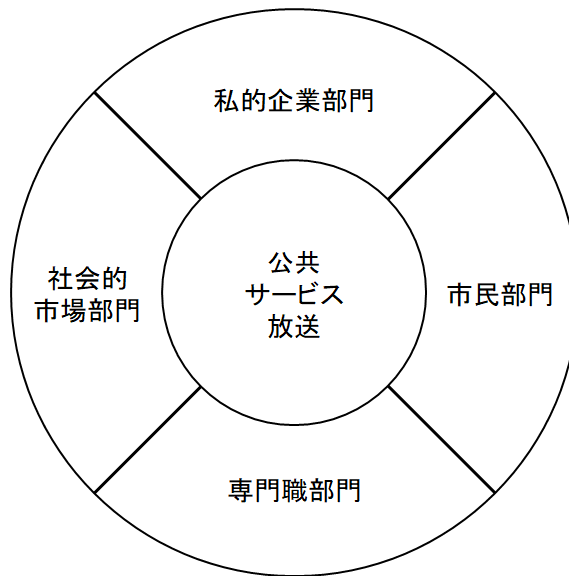 私的企業部門
社会的
市場部門
公共
サービス
放送
市民部門
専門職部門